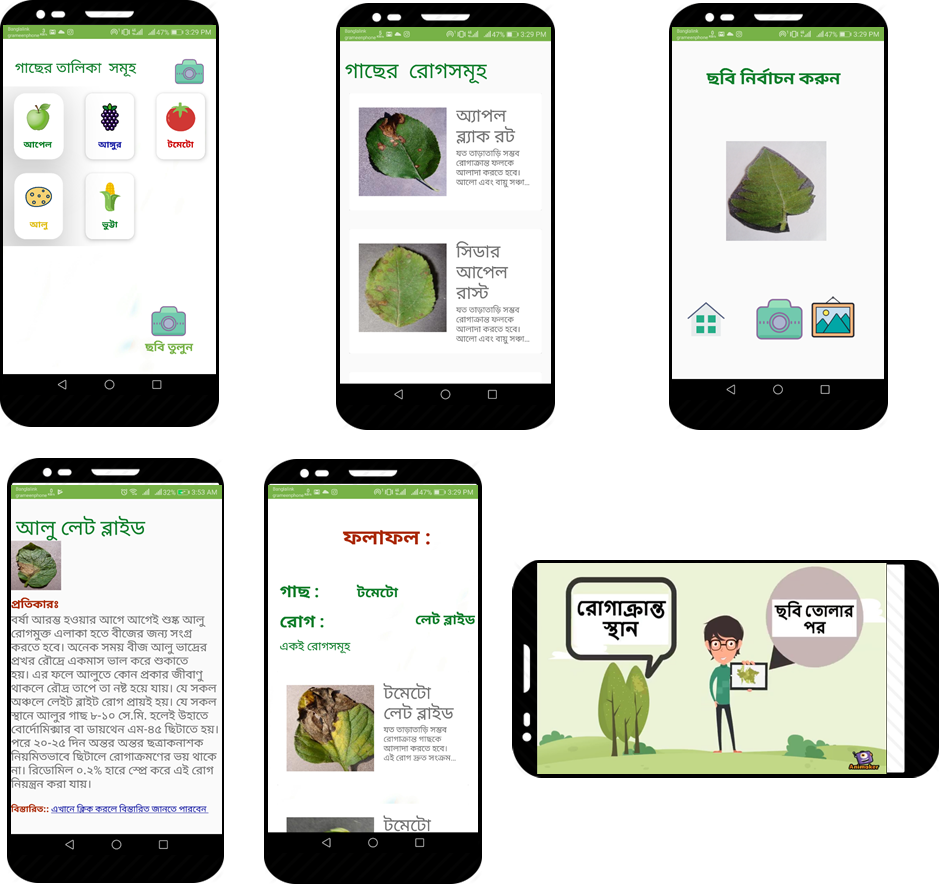 Banglalink
grameenphone
47% 3:29 PM
গাছের তালিকা সমূহ
আপেল
আঙ্গুর
টমেটো
আলু
ভুট্টা
ছবি তুলুন
Banglalink
grameenphone
47% 3:29 PM
গাছের রোগসমূহ
অ্যাপল
ব্ল্যাক রট
যত তাড়াতাড়ি সম্ভব
রোগাক্রান্ত ফলকে
আলাদা করতে হবে।
আলো এবং বায়ু সঞ্চা...
সিডার
আপেল
রাস্ট
যত তাড়াতাড়ি সম্ভব
রোগাক্রান্ত ফলকে
আলাদা করতে হবে।
আলো এবং বায়ু সঞ্চা...
Banglalink
grameenphone
47% 3:29 PM
ছবি নির্বাচন করুন
Banglalink
grameenphone
32% 3:53 AM
আলু লেট ব্লাইড
প্রতিকারঃ
বর্ষা আরম্ভ হওয়ার আগে আগেই শুষ্ক আলু
রোগমুক্ত এলাকা হতে বীজের জন্য সংগ্র
করতে হবে। অনেক সময় বীজ আলু ভাদ্রের
প্রখর রৌদ্রে একমাস ভাল করে শুকাতে
হয়। এর ফলে আলুতে কোন প্রকার জীবাণু
থাকলে রৌদ্র তাপে তা নষ্ট হয়ে যায়। যে সকল
অঞ্চলে লেইট ব্লাইট রোগ প্রায়ই হয়। যে সকল
স্থানে আলুর গাছ ৮-১০ সে.মি. হলেই উহাতে
বোর্দোমিক্সার বা ডায়থেন এম-৪৫ ছিটাতে হয়।
পরে ২০-২৫ দিন অন্তর অন্তর ছত্রাকনাশক
নিয়মিতভাবে ছিটালে রোগাক্রমণের ভয় থাকে
না। রিডোমিল ০.২% হারে স্প্রে করে এই রোগ
নিয়ন্ত্রন করা যায়।
বিস্তারিত:: এখানে ক্লিক করলে বিস্তারিত জানতে পারবেন
Banglalink
grameenphone
47% 3:29 PM
ফলাফল :
গাছ : টমেটো
রোগ : লেট ব্লাইড
একই রোগসমূহ
টমেটো
লেট ব্লাইড
যত তাড়াতাড়ি সম্ভব
রোগাক্রান্ত গাছকে
আলাদা করতে হবে।
এই রোগ দ্রুত সংক্রম...
টমেটো
রোগাক্রান্ত
স্থান
ছবি তোলার
পর
Animaker